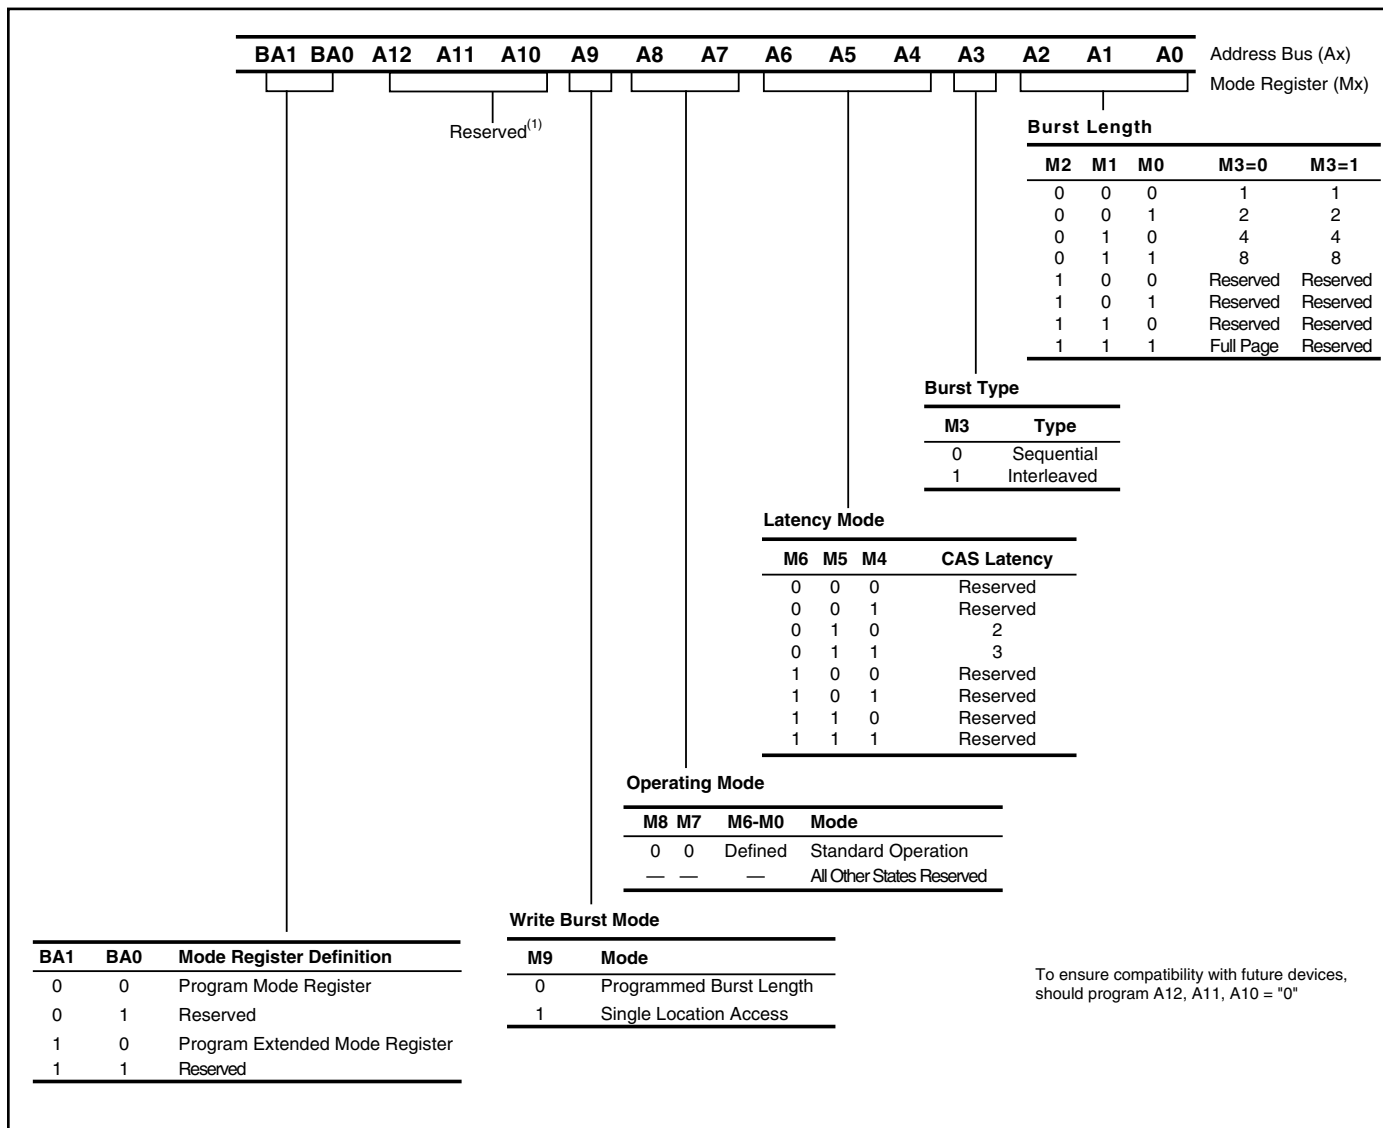 BA1 BA0 A12 A11 A10 A9 A8 A7 A6 A5 A4 A3 A2 A1 A0 Address Bus (Ax)
Mode Register (Mx)
Reserved(1)
Burst Length
M2 M1 M0 M3=0 M3=1
0 0 0 1 1
0 0 1 2 2
0 1 0 4 4
0 1 1 8 8
1 0 0 Reserved Reserved
1 0 1 Reserved Reserved
1 1 0 Reserved Reserved
1 1 1 Full Page Reserved
Burst Type
M3 Type
0 Sequential
1 Interleaved
Latency Mode
M6 M5 M4 CAS Latency
0 0 0 Reserved
0 0 1 Reserved
0 1 0 2
0 1 1 3
1 0 0 Reserved
1 0 1 Reserved
1 1 0 Reserved
1 1 1 Reserved
Operating Mode
M8 M7 M6-M0 Mode
0 0 Defined Standard Operation
— — — All Other States Reserved
Write Burst Mode
M9 Mode
0 Programmed Burst Length
1 Single Location Access
BA1 BA0 Mode Register Definition
0 0 Program Mode Register
0 1 Reserved
1 0 Program Extended Mode Register
1 1 Reserved
To ensure compatibility with future devices,
should program A12, A11, A10 = "0"